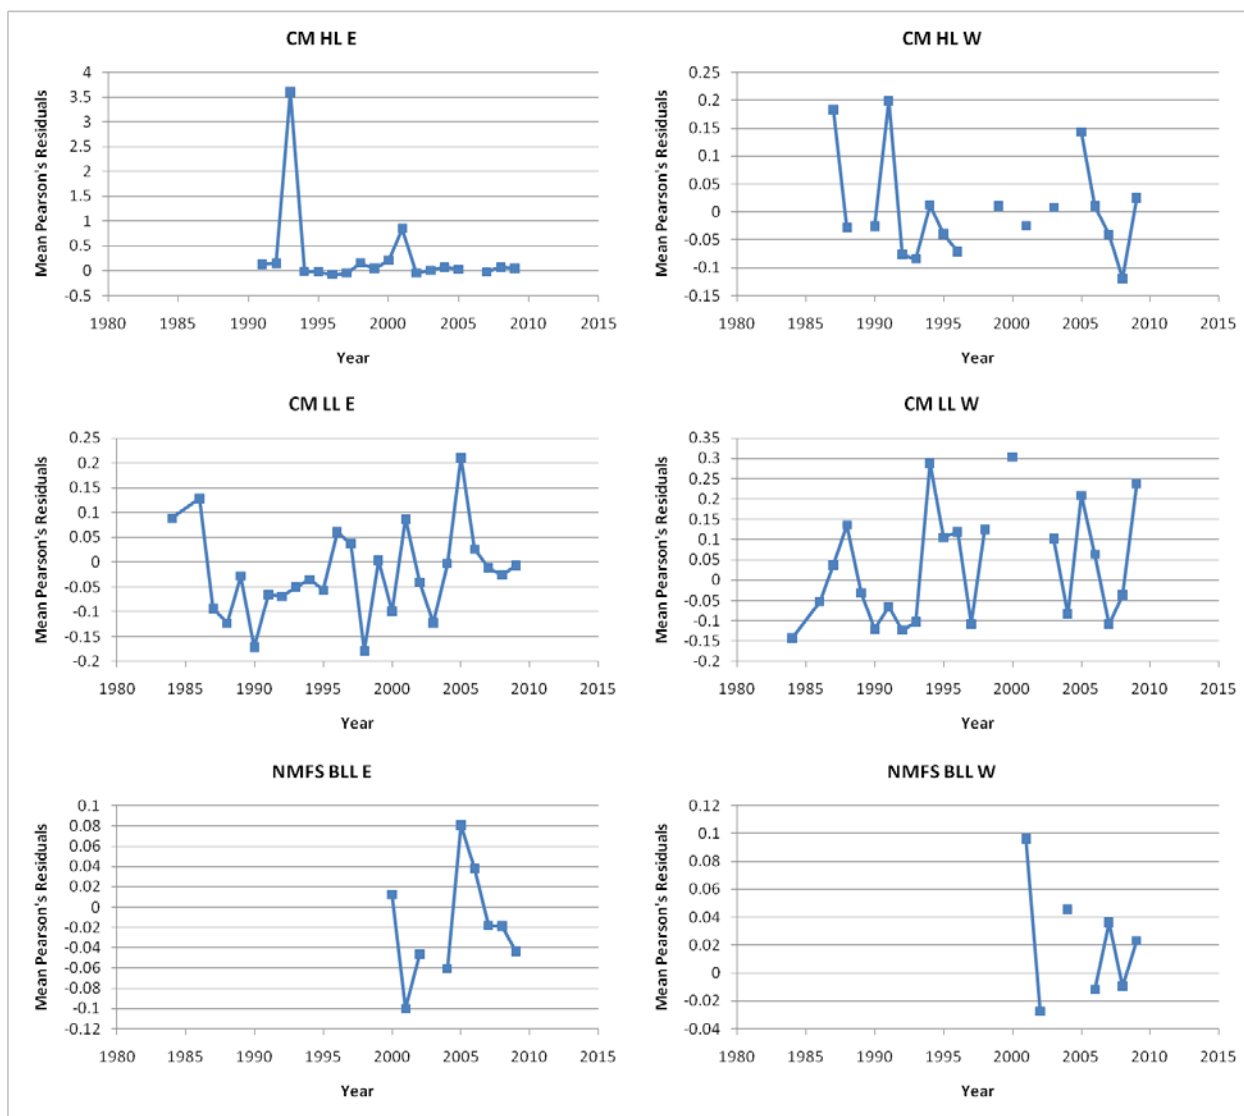 CM HL E
Mean Pearson's Residuals
4
3.5
3
2.5
2
1.5
1
0.5
0
-0.5
1980 1985 1990 1995 2000 2005 2010 2015
Year
CM HL W
Mean Pearson's Residuals
0.25
0.2
0.15
0.1
0.05
0
-0.05
-0.1
-0.15
1980 1985 1990 1995 2000 2005 2010 2015
Year
CM LL E
Mean Pearson's Residuals
0.25
0.2
0.15
0.1
0.05
0
-0.05
-0.1
-0.15
-0.2
1980 1985 1990 1995 2000 2005 2010 2015
Year
CM LL W
Mean Pearson's Residuals
0.35
0.3
0.25
0.2
0.15
0.1
0.05
0
-0.05
-0.1
-0.15
-0.2
1980 1985 1990 1995 2000 2005 2010 2015
Year
NMFS BLL E
Mean Pearson's Residuals
0.1
0.08
0.06
0.04
0.02
0
-0.02
-0.04
-0.06
-0.08
-0.1
-0.12
1980 1985 1990 1995 2000 2005 2010 2015
Year
NMFS BLL W
Mean Pearson's Residuals
0.12
0.1
0.08
0.06
0.04
0.02
0
-0.02
-0.04
1980 1985 1990 1995 2000 2005 2010 2015
Year